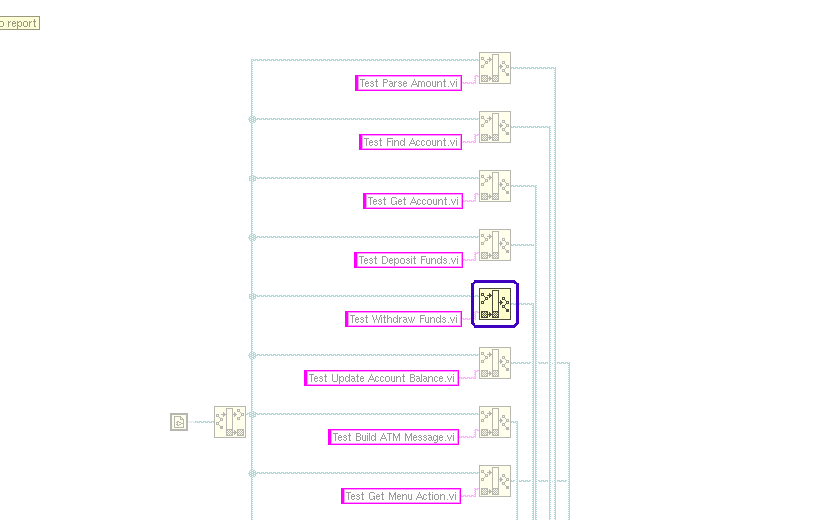 o report
Test Parse Amount.vi
Test Find Account.vi
Test Get Account.vi
Test Deposit Funds.vi
Test Withdraw Funds.vi
Test Update Account Balance.vi
Test Build ATM Message.vi
Test Get Menu Action.vi